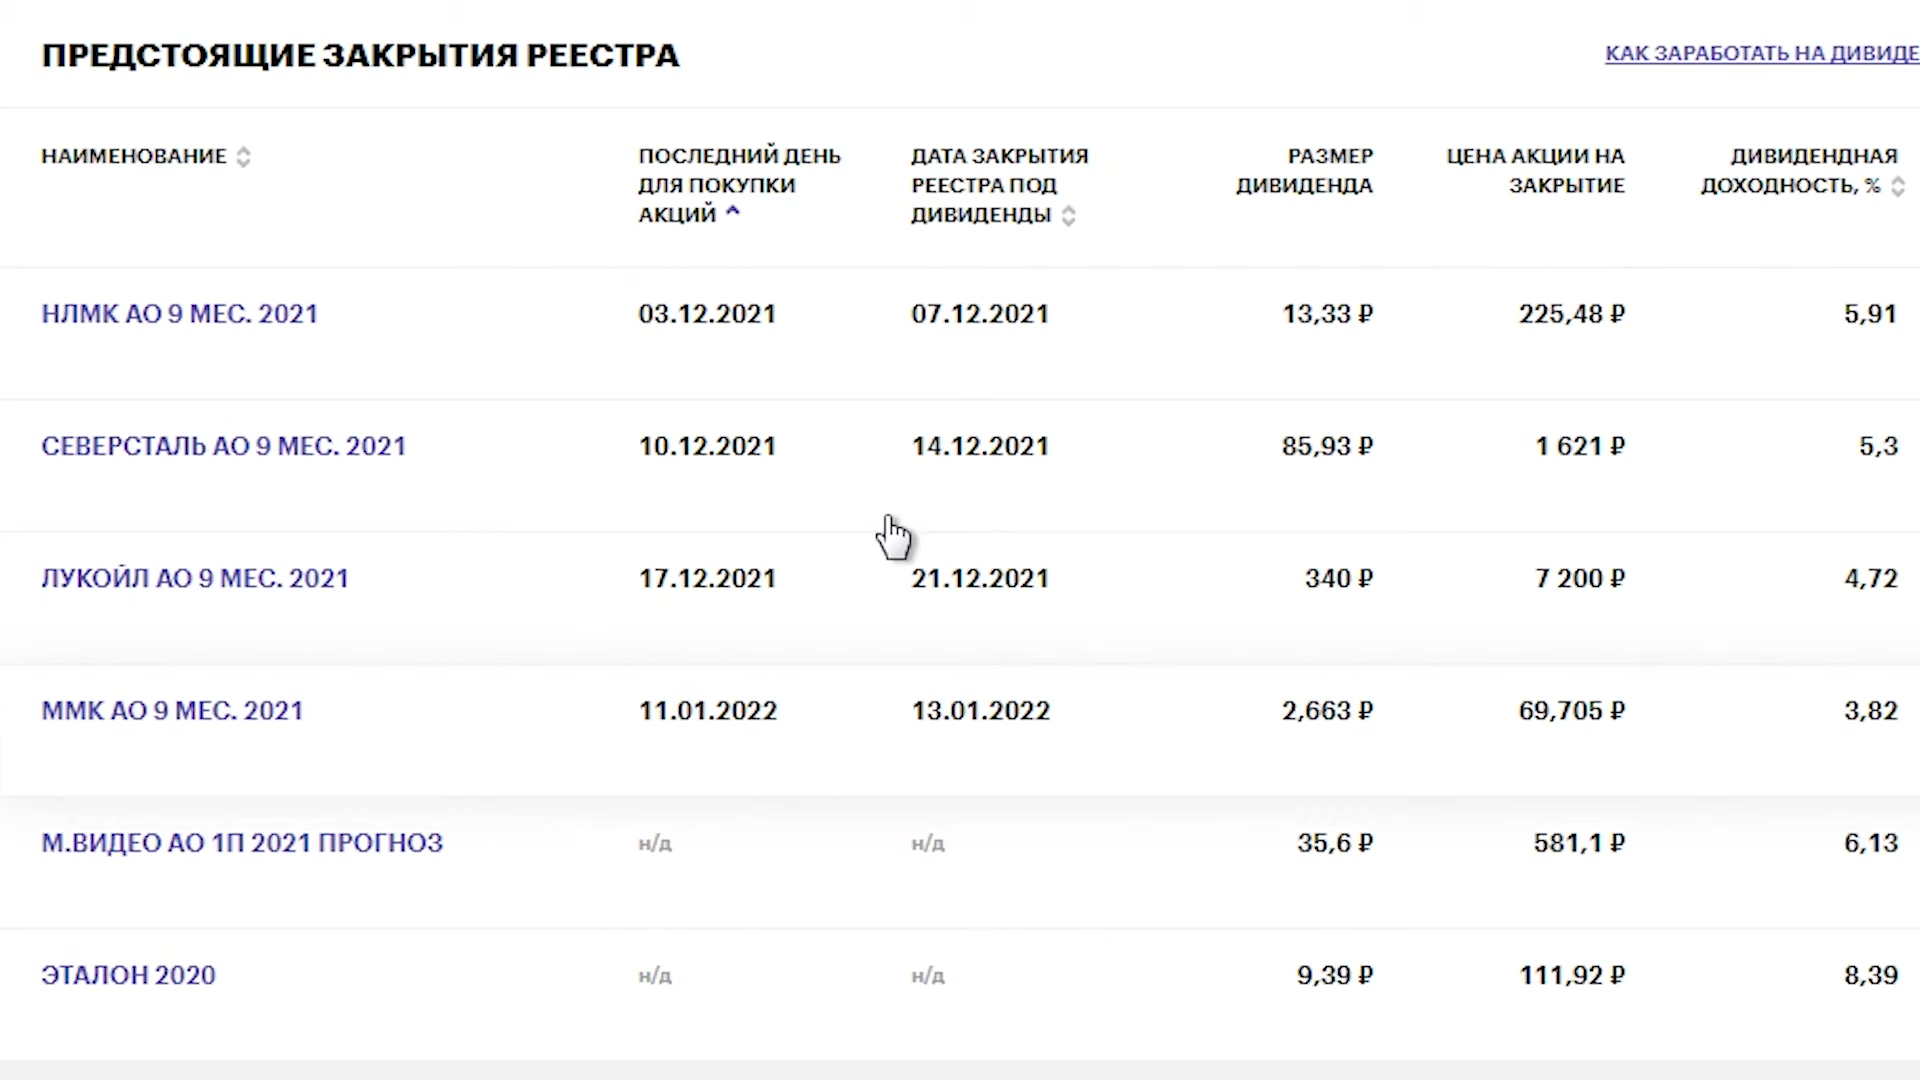 ПРЕДСТОЯЩИЕ ЗАКРЫТИЯ РЕЕСТРА
КАК ЗАРАБОТАТЬ НА ДИВИДЕ
НАИМЕНОВАНИЕ
ПОСЛЕДНИЙ ДЕНЬ
ДЛЯ ПОКУПКИ
АКЦИЙ
ДАТА ЗАКРЫТИЯ
РЕЕСТРА ПОД
ДИВИДЕНДЫ
РАЗМЕР
ДИВИДЕНДА
ЦЕНА АКЦИИ НА
ЗАКРЫТИЕ
ДИВИДЕНДНАЯ
ДОХОДНОСТЬ, %
НЛМК АО 9 МЕС. 2021 03.12.2021 07.12.2021 13,33 ₽ 225,48 ₽ 5,91
СЕВЕРСТАЛЬ АО 9 МЕС. 2021 10.12.2021 14.12.2021 85,93 ₽ 1 621 ₽ 5,3
ЛУКОЙЛ АО 9 МЕС. 2021 17.12.2021 21.12.2021 340 ₽ 7 200 ₽ 4,72
ММК АО 9 МЕС. 2021 11.01.2022 13.01.2022 2,663 ₽ 69,705 ₽ 3,82
М.ВИДЕО АО 1П 2021 ПРОГНОЗ н/д н/д 35,6 ₽ 581,1 ₽ 6,13
ЭТАЛОН 2020 н/д н/д 9,39 ₽ 111,92 ₽ 8,39